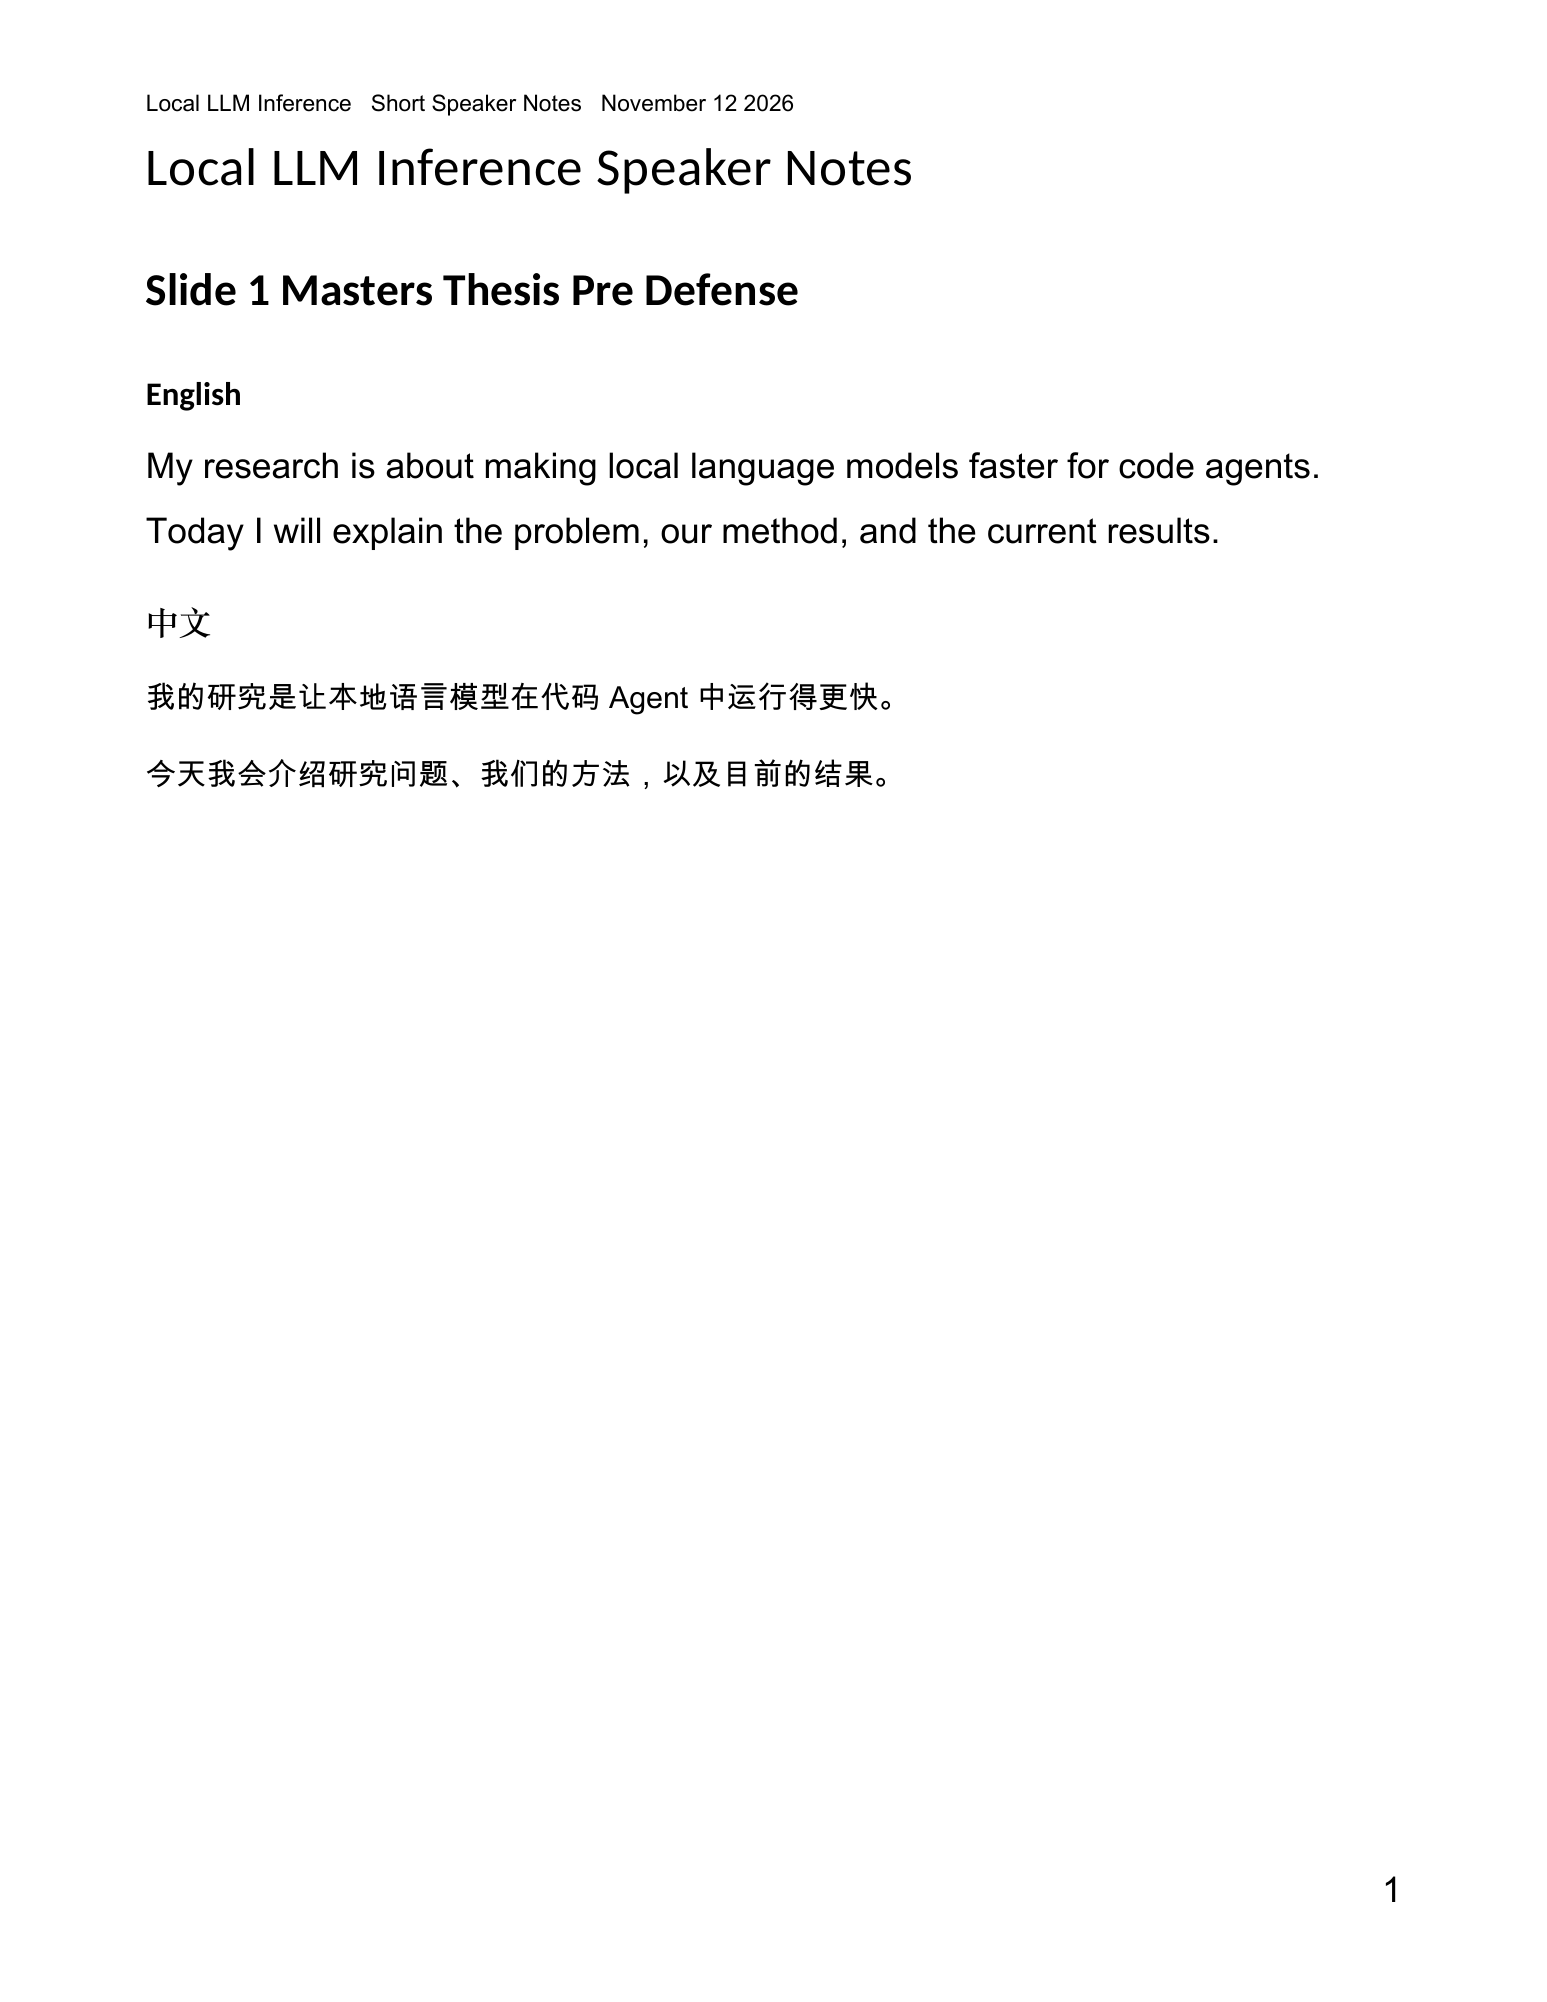 Local LLM Inference Short Speaker Notes November 12 2026
Local LLM Inference Speaker Notes
Slide 1 Masters Thesis Pre Defense
English
My research is about making local language models faster for code agents.
Today I will explain the problem, our method, and the current results.
中文
我的研究是让本地语言模型在代码 Agent 中运行得更快。
今天我会介绍研究问题、我们的方法，以及目前的结果。
1